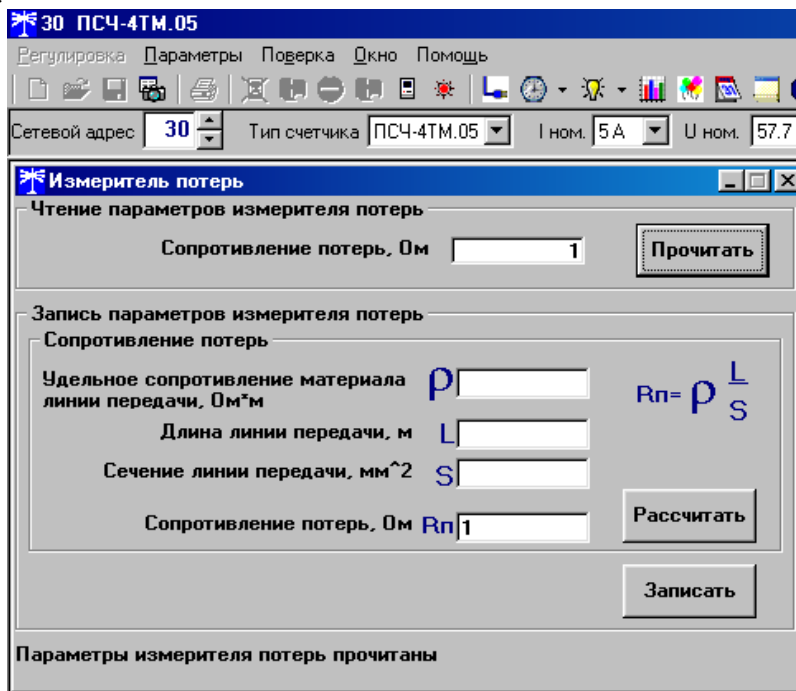 30 ПСЧ-4ТМ.05
Регулировка Параметры Поверка Окно Помощь
Сетевой адрес 30 Тип счетчика ПСЧ-4ТМ.05 I ном. 5 А U ном. 57.7
Измеритель потерь
Чтение параметров измерителя потерь
Сопротивление потерь, Ом 1 Прочитать
Запись параметров измерителя потерь
Сопротивление потерь
Удельное сопротивление материала
линии передачи, Ом*м ρ Rп= ρ L/S
Длина линии передачи, м L
Сечение линии передачи, мм^2 S
Сопротивление потерь, Ом Rп 1 Рассчитать
Записать
Параметры измерителя потерь прочитаны